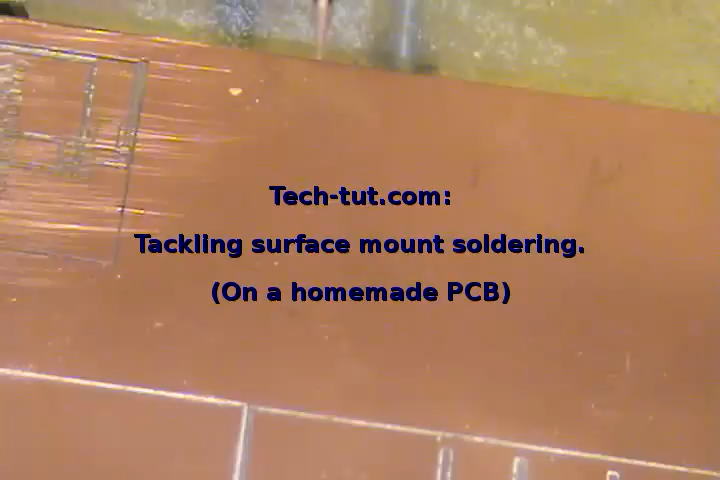 Tech-tut.com:
Tackling surface mount soldering.
(On a homemade PCB)